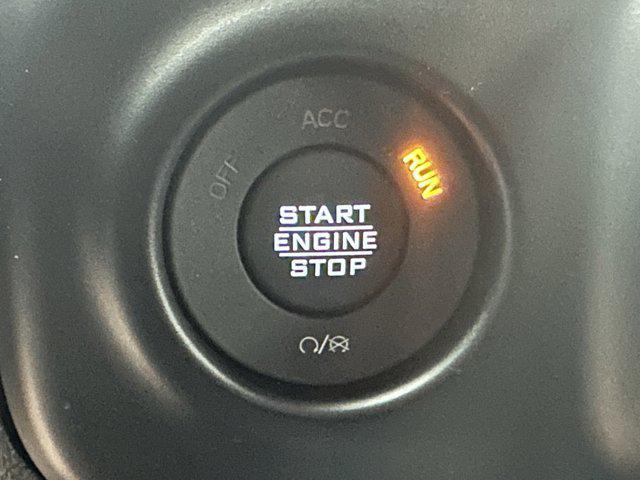 ACC
OFF
RUN
START
ENGINE
STOP